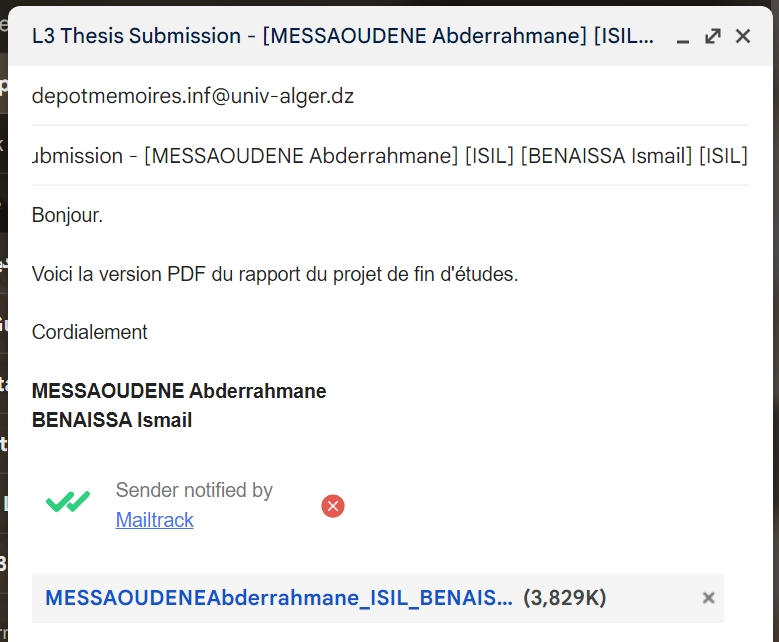 L3 Thesis Submission - [MESSAOUDENE Abderrahmane] [ISIL...
depotmemoires.inf@univ-alger.dz
ubmission - [MESSAOUDENE Abderrahmane] [ISIL] [BENAISSA Ismail] [ISIL]
Bonjour.
Voici la version PDF du rapport du projet de fin d'études.
Cordialement
MESSAOUDENE Abderrahmane
BENAISSA Ismail
Sender notified by
Mailtrack
MESSAOUDENEAbderrahmane_ISIL_BENAIS... (3,829K)